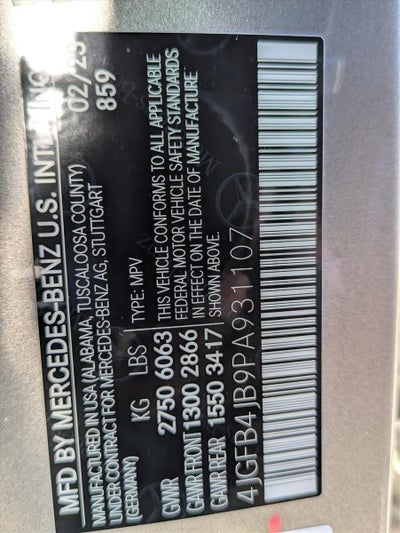 MFD BY MERCEDES-BENZ U.S. INT'L, INC.
MANUFACTURED IN USA (ALABAMA, TUSCALOOSA COUNTY) 02/23
UNDER CONTRACT FOR MERCEDES-BENZ AG, STUTTGART 859
(GERMANY)
KG LBS TYPE: MPV
GVWR 2750 6063 THIS VEHICLE CONFORMS TO ALL APPLICABLE
GAWR FRONT 1300 2866 FEDERAL MOTOR VEHICLE SAFETY STANDARDS
GAWR REAR 1550 3417 IN EFFECT ON THE DATE OF MANUFACTURE
SHOWN ABOVE.
4JGFB4JB9PA931107